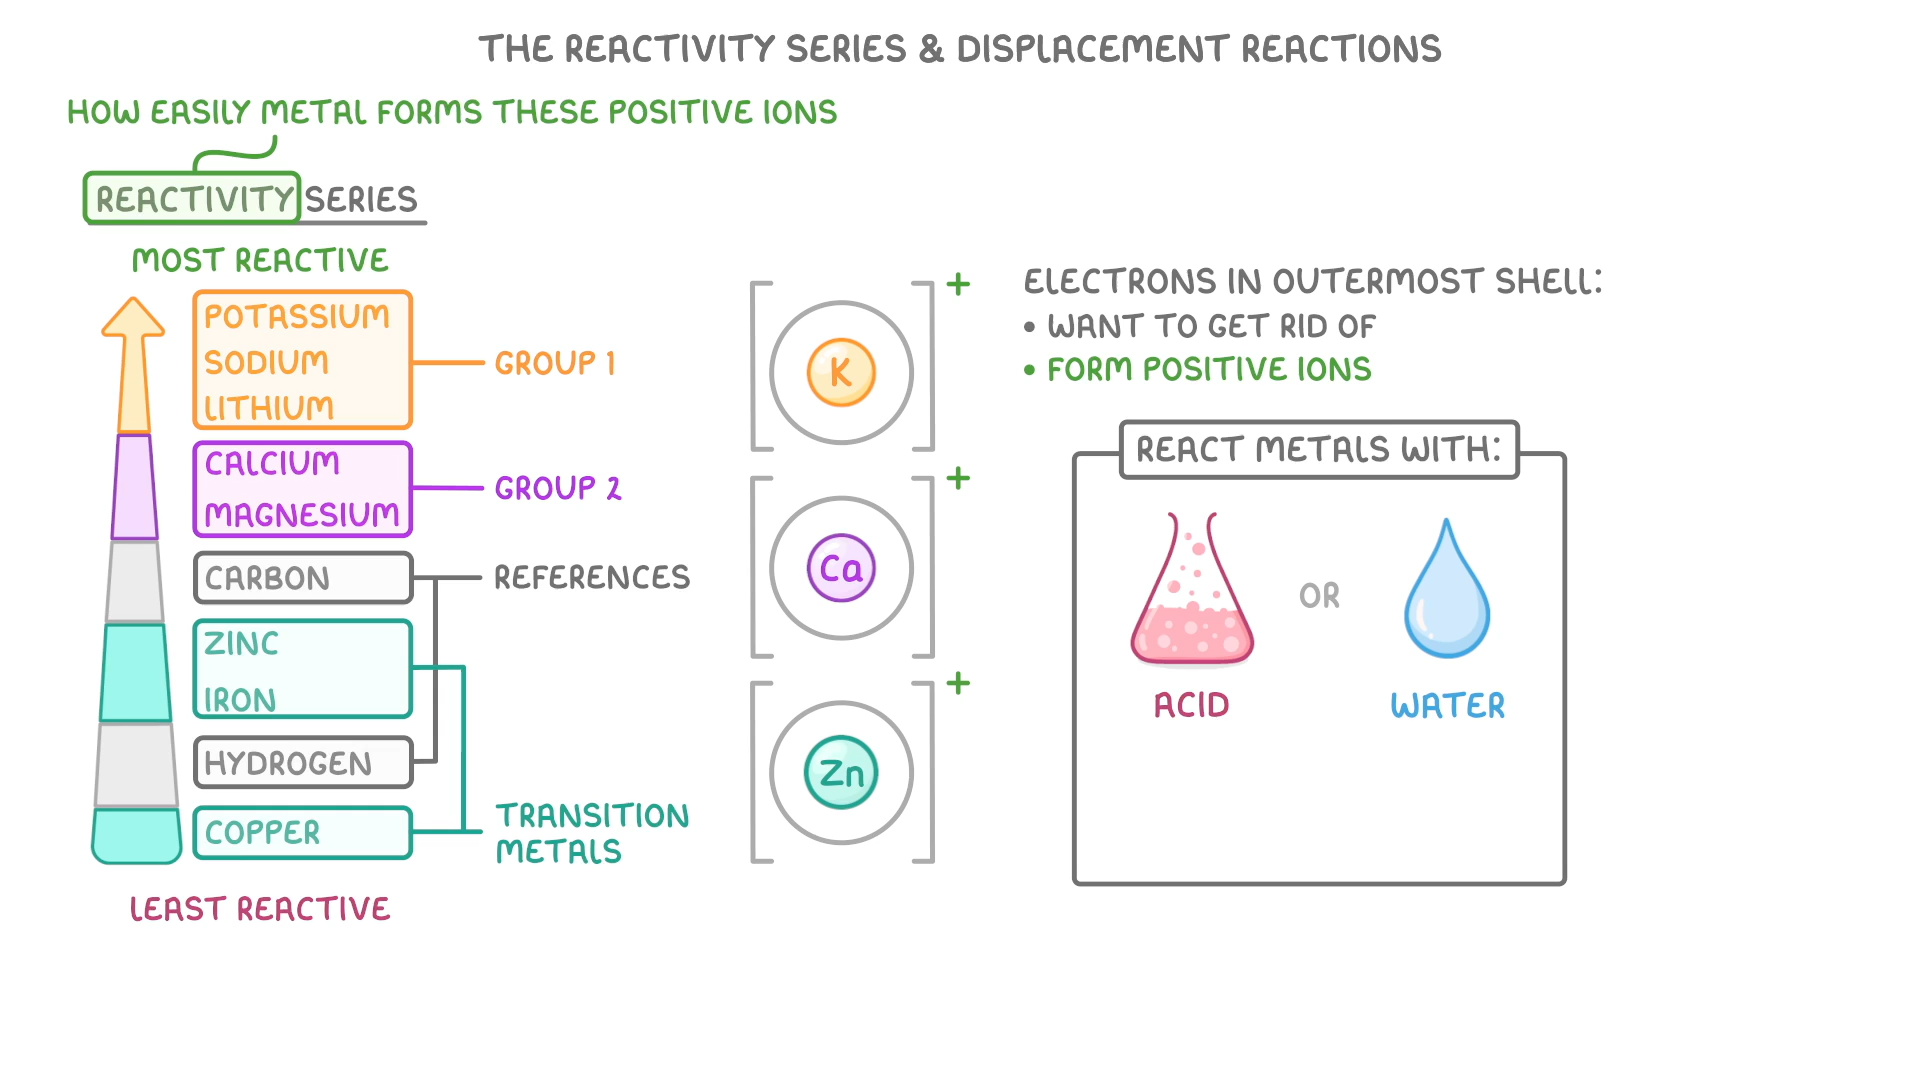 THE REACTIVITY SERIES & DISPLACEMENT REACTIONS
HOW EASILY METAL FORMS THESE POSITIVE IONS
REACTIVITY SERIES
MOST REACTIVE
POTASSIUM
SODIUM
LITHIUM
GROUP 1
CALCIUM
MAGNESIUM
GROUP 2
CARBON
REFERENCES
ZINC
IRON
HYDROGEN
COPPER
TRANSITION
METALS
LEAST REACTIVE
+
K
+
Ca
+
Zn
ELECTRONS IN OUTERMOST SHELL:
• WANT TO GET RID OF
• FORM POSITIVE IONS
REACT METALS WITH:
OR
ACID
WATER